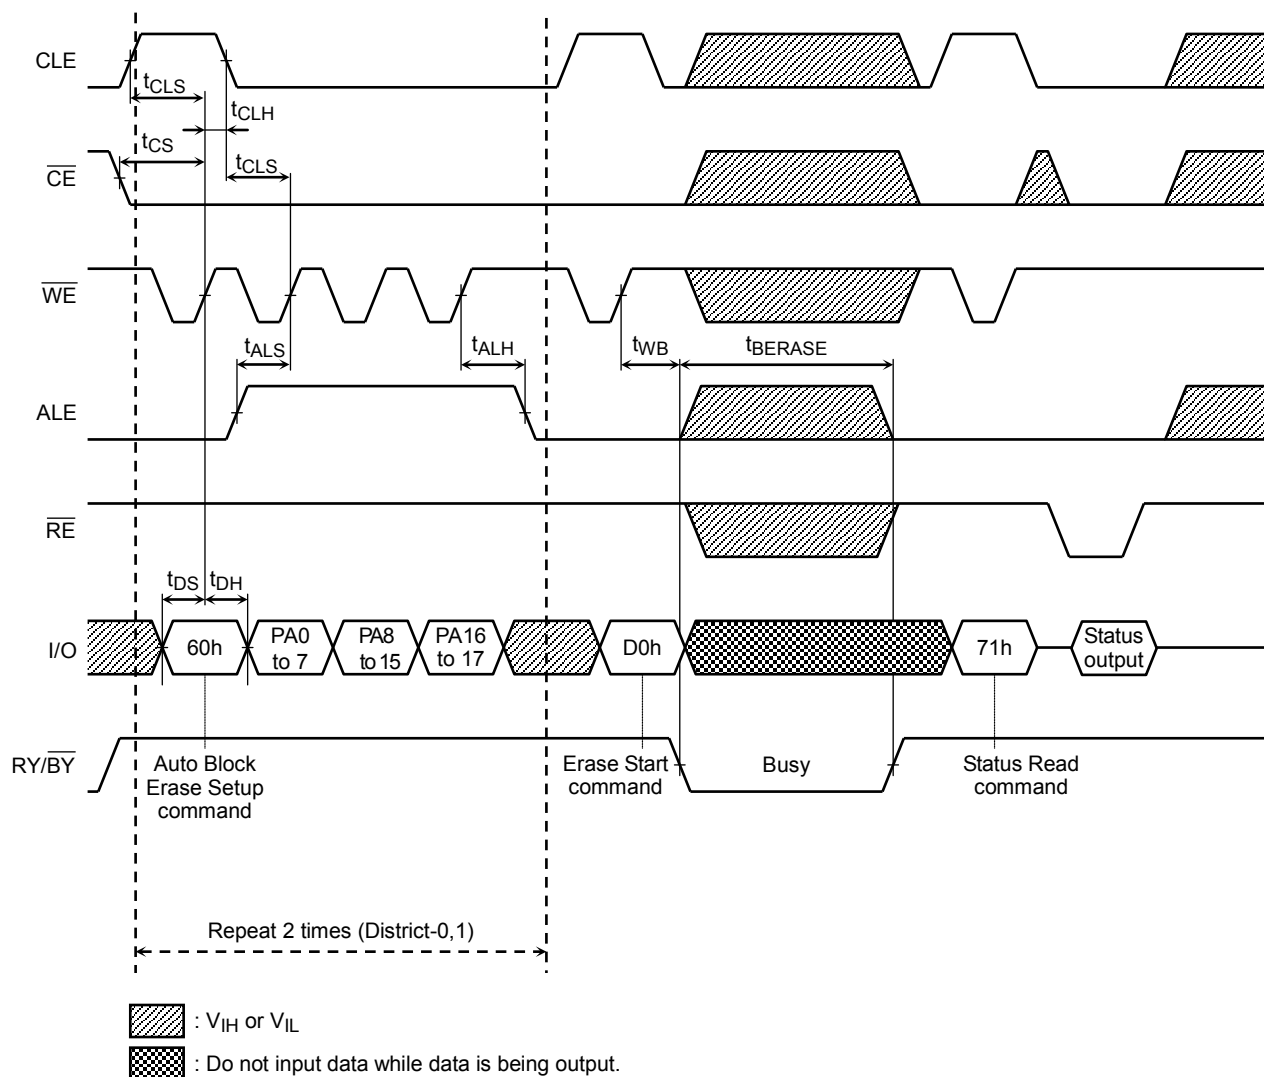 CLE
tCLS
tCLH
tCS
tCLS
CE
WE
tALS
tALH
tWB
tBERASE
ALE
RE
tDS
tDH
I/O
60h
PA0
to 7
PA8
to 15
PA16
to 17
D0h
71h
Status
output
RY/BY
Auto Block
Erase Setup
command
Erase Start
command
Busy
Status Read
command
Repeat 2 times (District-0,1)
: VIH or VIL
: Do not input data while data is being output.